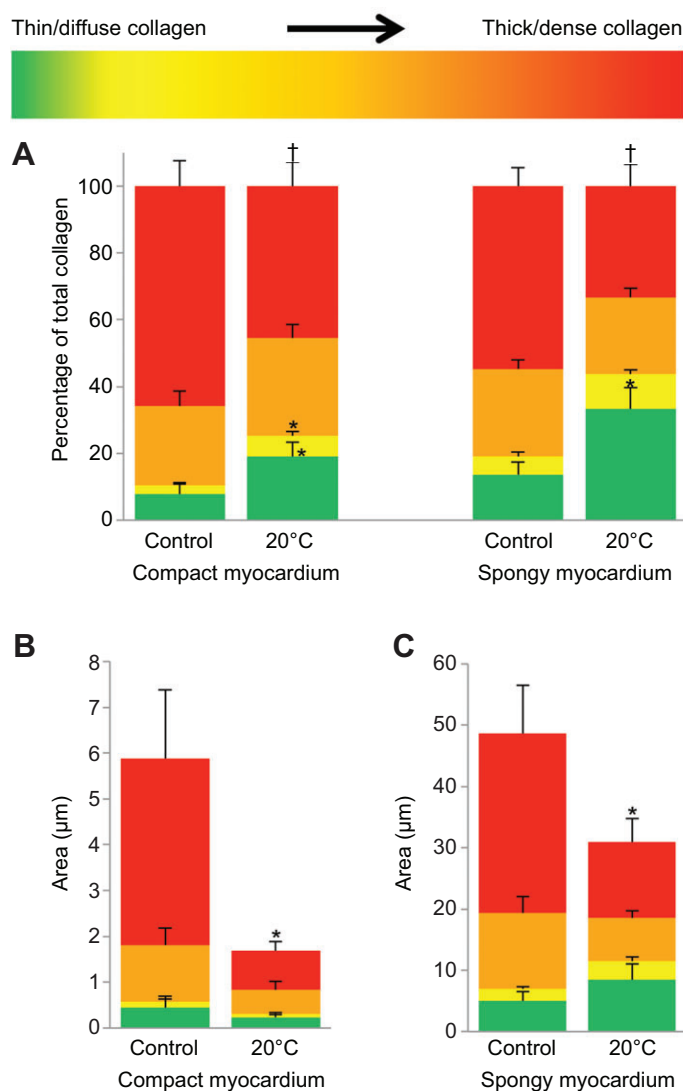 Thin/diffuse collagen Thick/dense collagen
A
Percentage of total collagen
100
80
60
40
20
0
† †
* * *
Control 20°C Control 20°C
Compact myocardium Spongy myocardium
B
Area (µm)
8
7
6
5
4
3
2
1
0
*
Control 20°C
Compact myocardium
C
Area (µm)
60
50
40
30
20
10
0
*
Control 20°C
Spongy myocardium